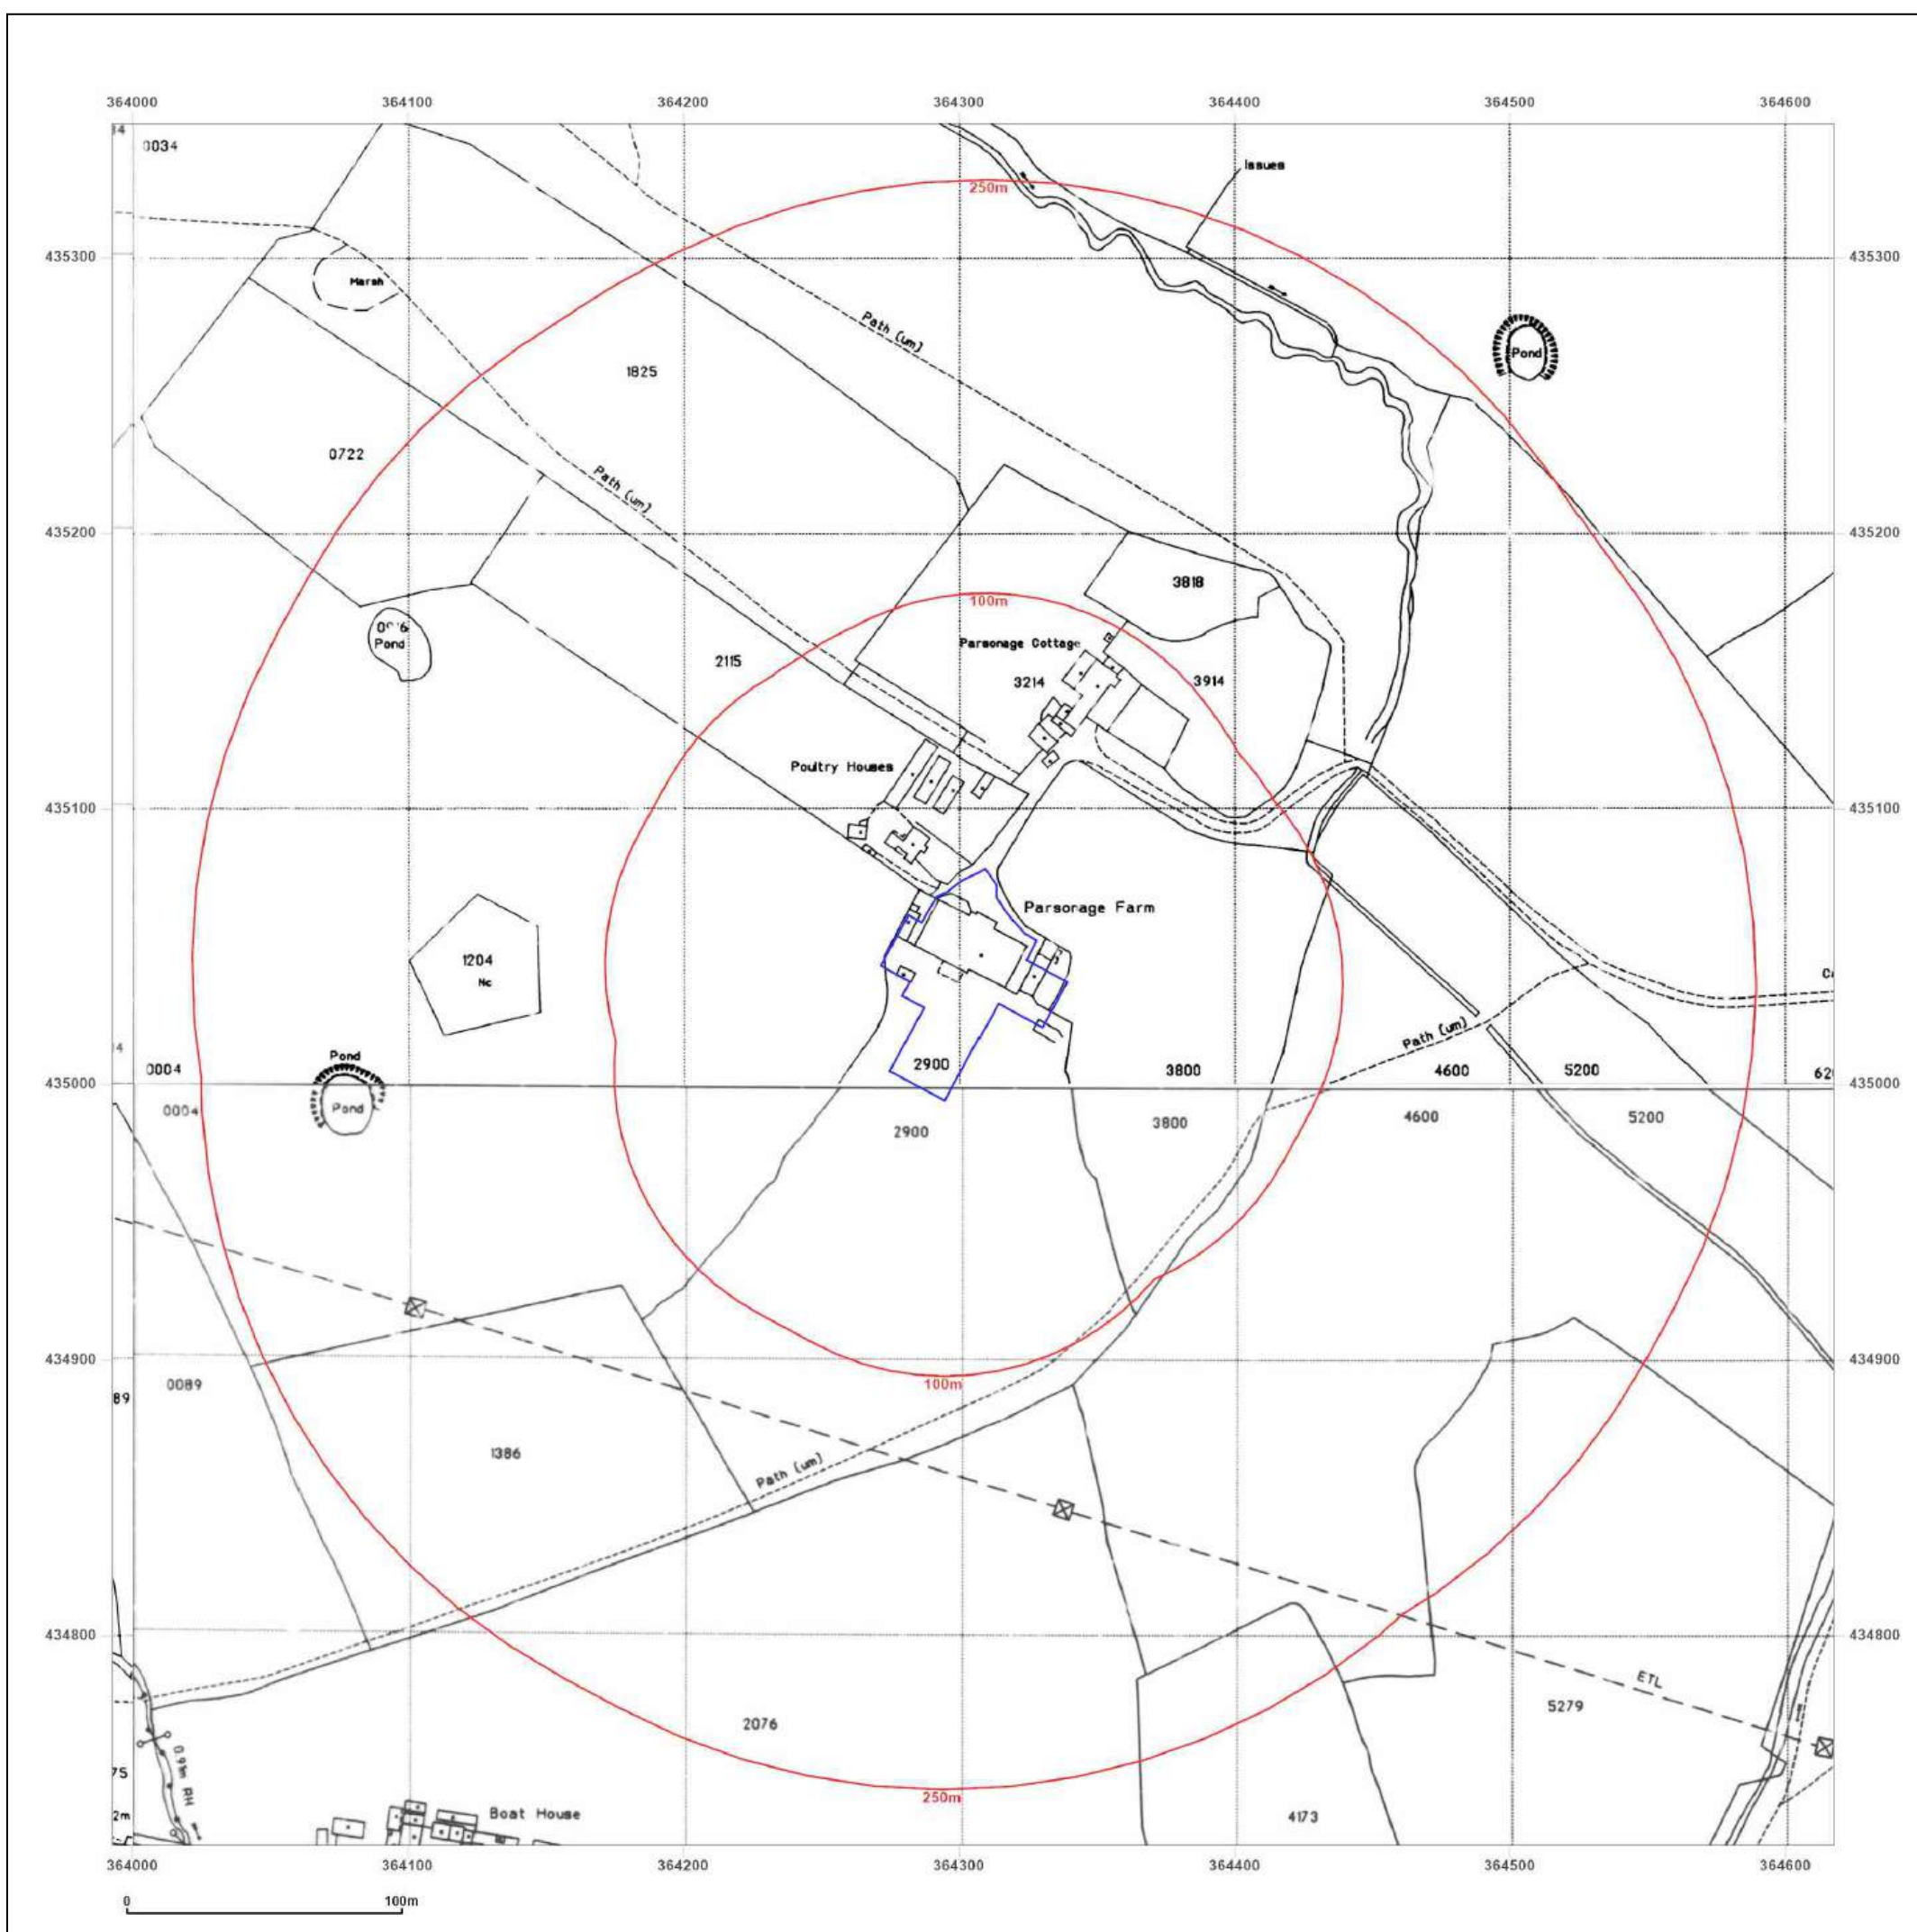 364000 364100 364200 364300 364400 364500 364600
0034
Issues
250m
435300 435300
Marsh
Path (um)
Pond
1825
0722
Path (um)
435200 435200
3818
100m
Pond
Parsonage Cottage
2115
3214
3914
Poultry Houses
435100 435100
Parsonage Farm
1204
Nc
Path (um)
Pond
0004
2900
3800
4600
5200
435000 435000
0004
Pond
2900
3800
4600
5200
434900 434900
100m
0089
89
1386
Path (um)
434800 434800
ETL
5279
2076
0.91m RH
75
250m
2m
Boat House
4173
364000 364100 364200 364300 364400 364500 364600
0 100m